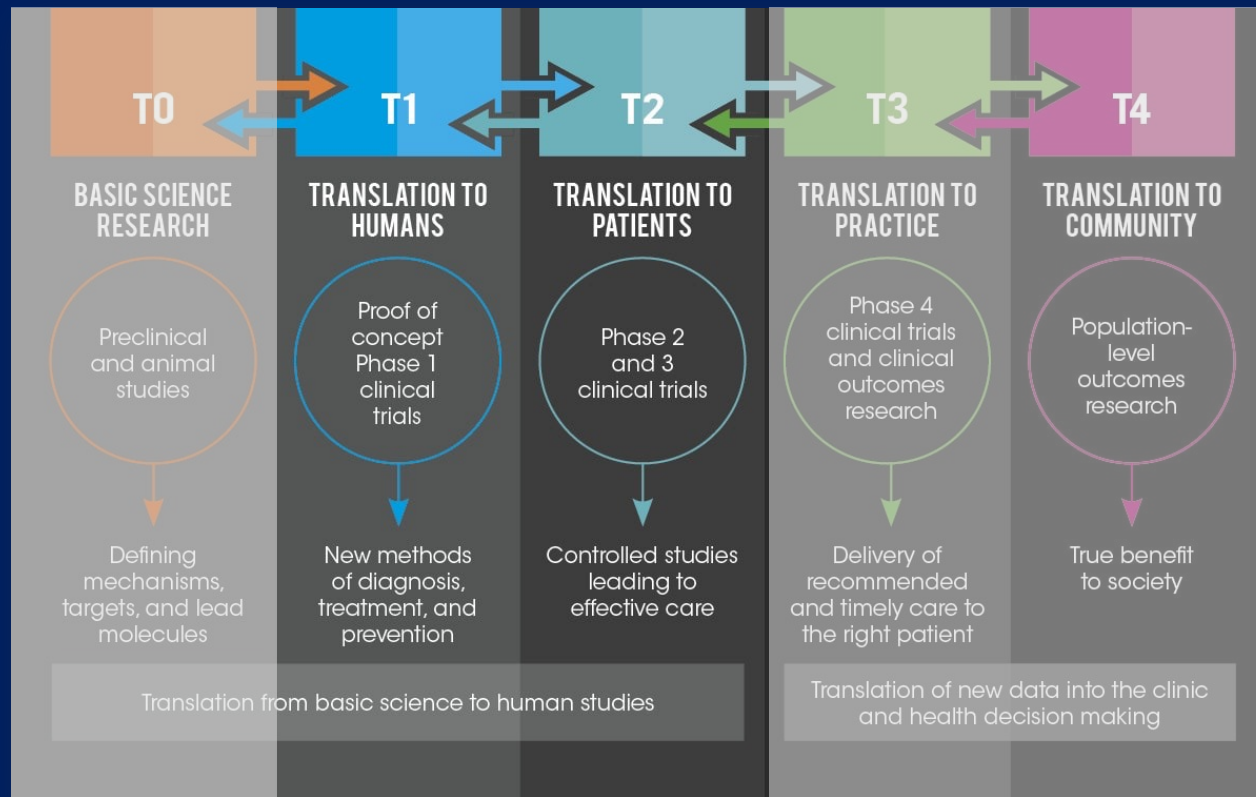 T0
T1
T2
T3
T4
BASIC SCIENCE
RESEARCH
TRANSLATION TO
HUMANS
TRANSLATION TO
PATIENTS
TRANSLATION TO
PRACTICE
TRANSLATION TO
COMMUNITY
Preclinical
and animal
studies
Proof of
concept
Phase 1
clinical
trials
Phase 2
and 3
clinical trials
Phase 4
clinical trials
and clinical
outcomes
research
Population-
level
outcomes
research
Defining
mechanisms,
targets, and lead
molecules
New methods
of diagnosis,
treatment, and
prevention
Controlled studies
leading to
effective care
Delivery of
recommended
and timely care to
the right patient
True benefit
to society
Translation from basic science to human studies
Translation of new data into the clinic
and health decision making